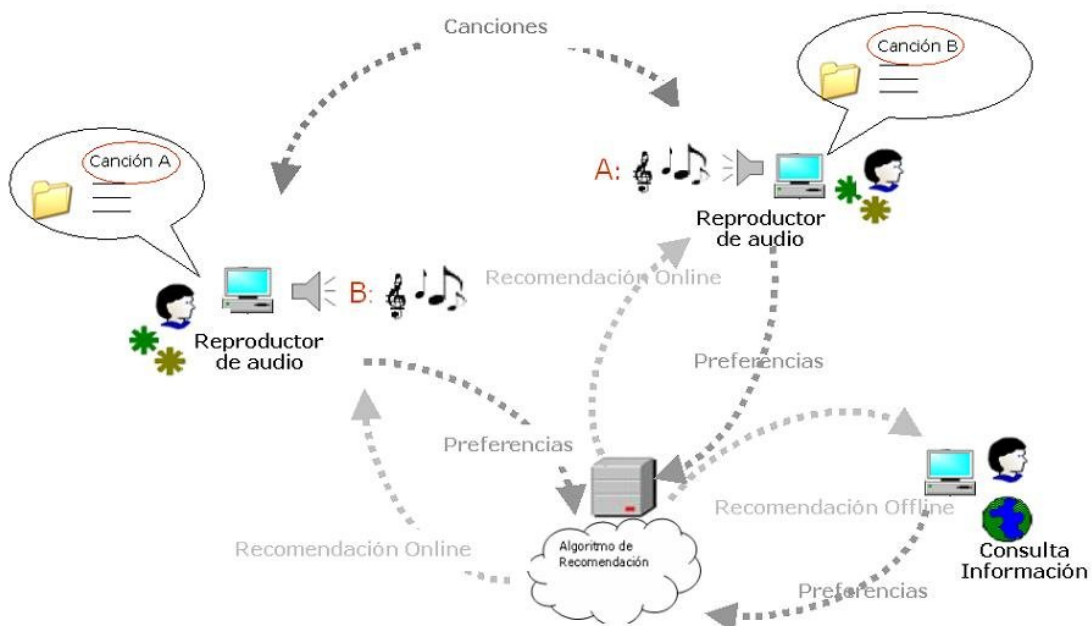 Canciones
Canción B
Canción A
A:
Reproductor
de audio
Recomendación Online
B:
Reproductor
de audio
Preferencias
Preferencias
Recomendación Offline
Recomendación Online
Algoritmo de
Recomendación
Consulta
Información
Preferencias